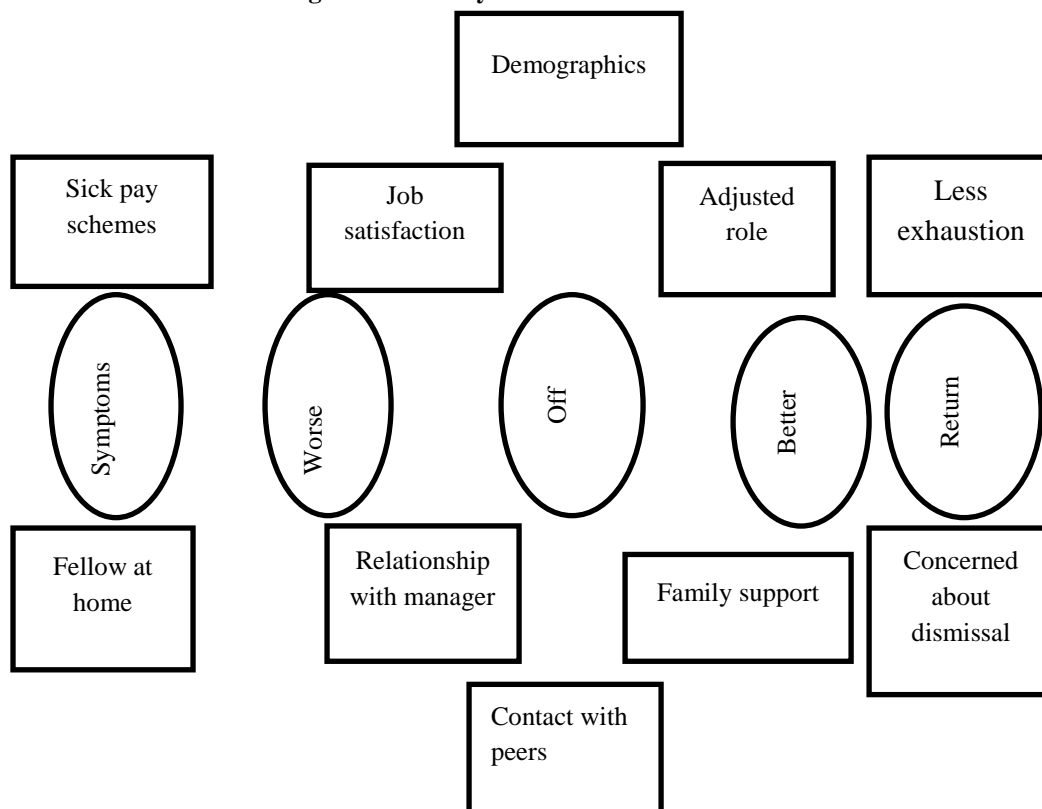 Demographics
Sick pay
schemes
Job
satisfaction
Adjusted
role
Less
exhaustion
Symptoms
Worse
Off
Better
Return
Fellow at
home
Relationship
with manager
Family support
Concerned
about
dismissal
Contact with
peers